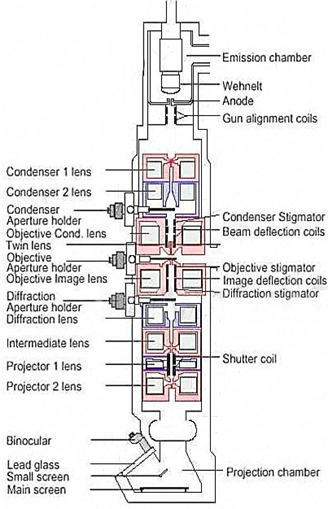 Emission chamber
Wehnelt
Anode
Gun alignment coils
Condenser 1 lens
Condenser 2 lens
Condenser
Aperture holder
Objective Cond. lens
Twin lens
Objective
Aperture holder
Objective Image lens
Diffraction
Aperture holder
Diffraction lens
Intermediate lens
Projector 1 lens
Projector 2 lens
Condenser Stigmator
Beam deflection coils
Objective stigmator
Image deflection coils
Diffraction stigmator
Shutter coil
Binocular
Lead glass
Small screen
Main screen
Projection chamber